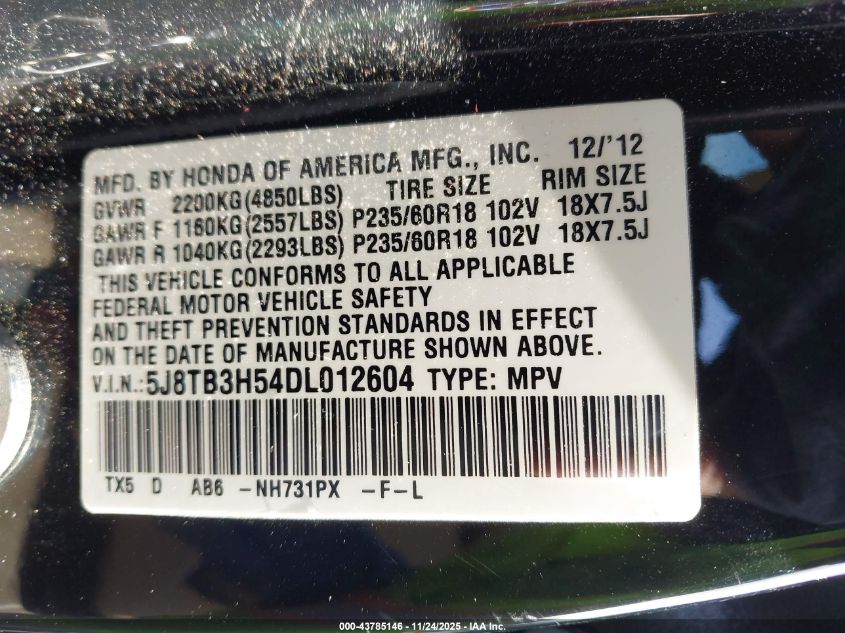 MFD. BY HONDA OF AMERICA MFG., INC. 12/'12
GVWR 2200KG(4850LBS) TIRE SIZE RIM SIZE
GAWR F 1160KG(2557LBS) P235/60R18 102V 18X7.5J
GAWR R 1040KG(2293LBS) P235/60R18 102V 18X7.5J
THIS VEHICLE CONFORMS TO ALL APPLICABLE
FEDERAL MOTOR VEHICLE SAFETY
AND THEFT PREVENTION STANDARDS IN EFFECT
ON THE DATE OF MANUFACTURE SHOWN ABOVE.
V.I.N.:5J8TB3H54DL012604 TYPE: MPV
TX5 D AB6 -NH731PX -F-L
000-43785146 - 11/24/2025 - IAA Inc.